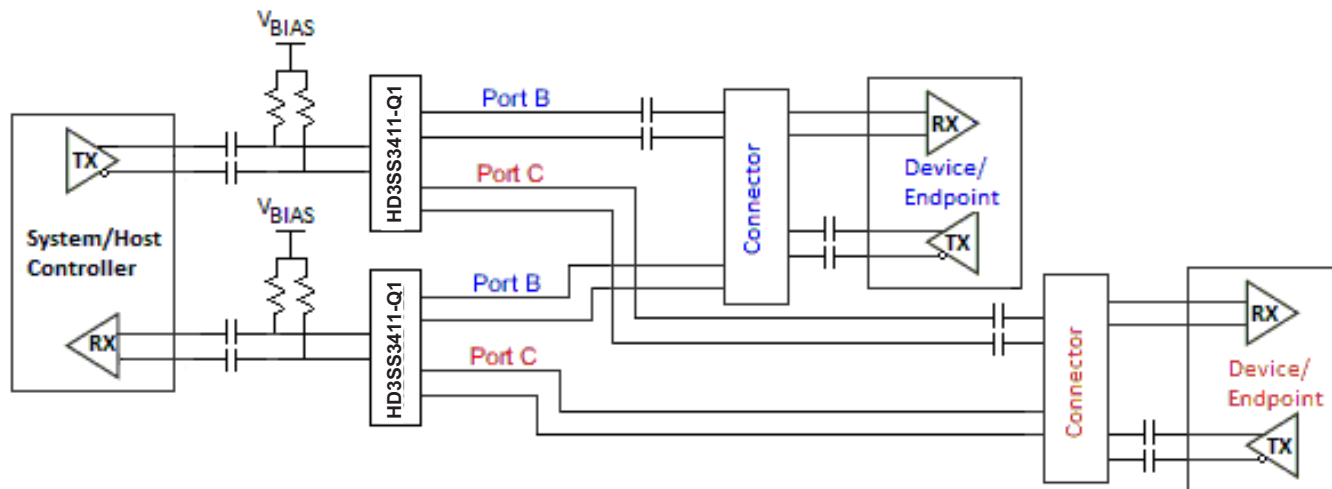 VBIAS
HD3SS3411-Q1
Port B
Port C
TX
System/Host
Controller
RX
VBIAS
HD3SS3411-Q1
Port B
Port C
Connector
RX
Device/
Endpoint
TX
Connector
RX
Device/
Endpoint
TX